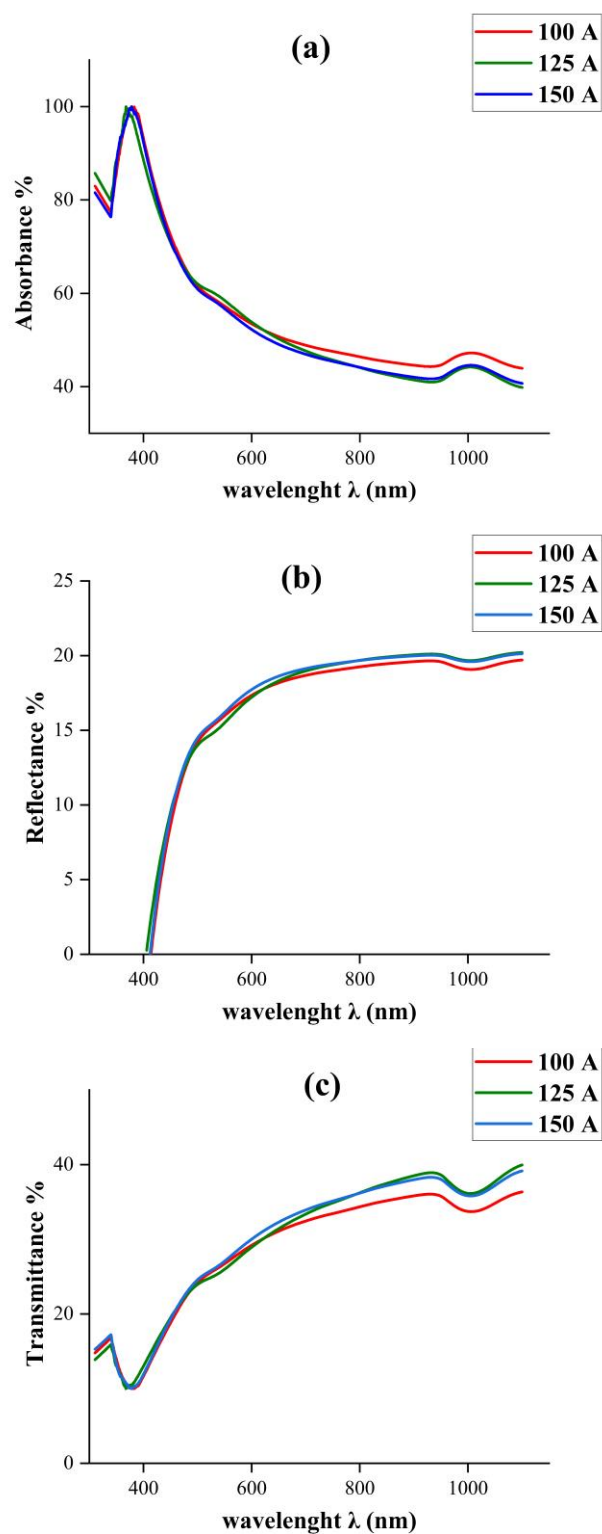 (a)
100 A
125 A
150 A
100
80
60
40
Absorbance %
400 600 800 1000
wavelenght λ (nm)
(b)
100 A
125 A
150 A
25
20
15
10
5
0
Reflectance %
400 600 800 1000
wavelenght λ (nm)
(c)
100 A
125 A
150 A
40
20
0
Transmittance %
400 600 800 1000
wavelenght λ (nm)